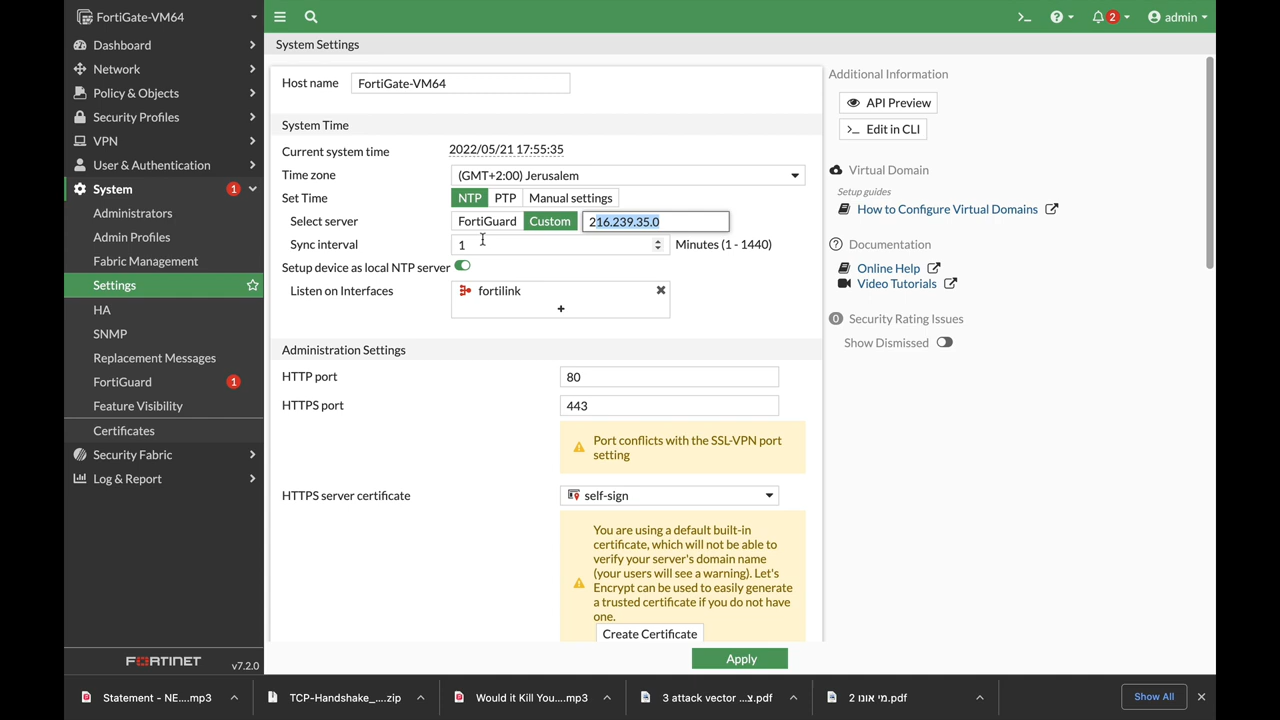 FortiGate-VM64
2
admin
Dashboard
Network
Policy & Objects
Security Profiles
VPN
User & Authentication
System
1
Administrators
Admin Profiles
Fabric Management
Settings
HA
SNMP
Replacement Messages
FortiGuard
1
Feature Visibility
Certificates
Security Fabric
Log & Report
FORTINET
v7.2.0
System Settings
Host name
FortiGate-VM64
System Time
Current system time
2022/05/21 17:55:35
Time zone
(GMT+2:00) Jerusalem
Set Time
NTP
PTP
Manual settings
Select server
FortiGuard
Custom
216.239.35.0
Sync interval
1
Minutes (1 - 1440)
Setup device as local NTP server
Listen on Interfaces
fortilink
Administration Settings
HTTP port
80
HTTPS port
443
Port conflicts with the SSL-VPN port
setting
HTTPS server certificate
self-sign
You are using a default built-in
certificate, which will not be able to
verify your server's domain name
(your users will see a warning). Let's
Encrypt can be used to easily generate
a trusted certificate if you do not have
one.
Create Certificate
Apply
Additional Information
API Preview
Edit in CLI
Virtual Domain
Setup guides
How to Configure Virtual Domains
Documentation
Online Help
Video Tutorials
0 Security Rating Issues
Show Dismissed
Statement - NE....mp3
TCP-Handshake_....zip
Would it Kill You....mp3
3 attack vector ...צ.pdf
מי אונו 2.pdf
Show All